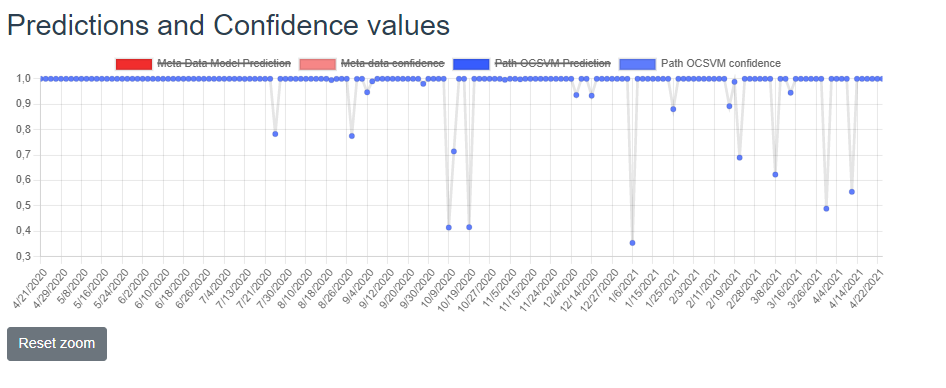 Predictions and Confidence values
Meta Data Model Prediction Meta data confidence Path OCSVM Prediction Path OCSVM confidence
1,0
0,9
0,8
0,7
0,6
0,5
0,4
0,3
4/21/2020 4/29/2020 5/8/2020 5/16/2020 5/24/2020 6/2/2020 6/10/2020 6/18/2020 6/26/2020 7/4/2020 7/13/2020 7/21/2020 7/30/2020 8/10/2020 8/18/2020 8/26/2020 9/4/2020 9/12/2020 9/20/2020 9/30/2020 10/9/2020 10/19/2020 10/27/2020 11/5/2020 11/15/2020 11/24/2020 12/4/2020 12/14/2020 12/27/2020 1/6/2021 1/15/2021 1/25/2021 2/3/2021 2/11/2021 2/19/2021 2/28/2021 3/8/2021 3/16/2021 3/26/2021 4/4/2021 4/14/2021 4/22/2021
Reset zoom